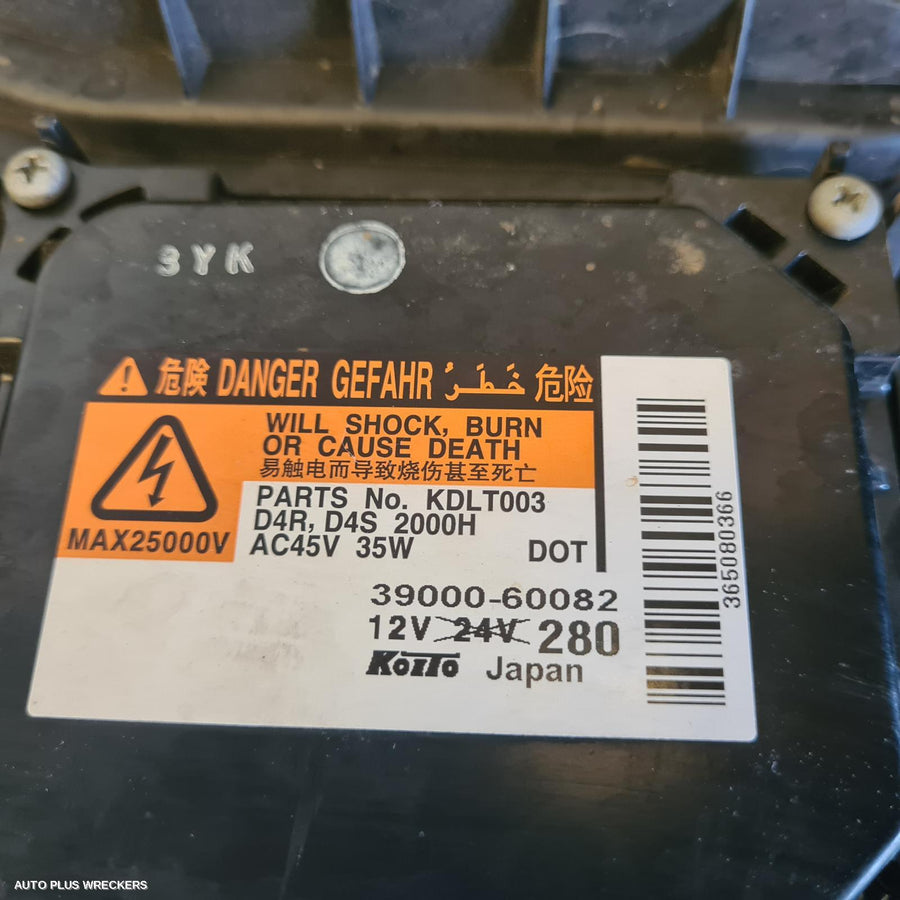 3YK
危険 DANGER GEFAHR خَطَرُ 危险
WILL SHOCK, BURN
OR CAUSE DEATH
易触电而导致烧伤甚至死亡
MAX25000V
PARTS No. KDLT003
D4R, D4S 2000H
AC45V 35W DOT
39000-60082
12V 24V 280
KOITO Japan
365080366
AUTO PLUS WRECKERS